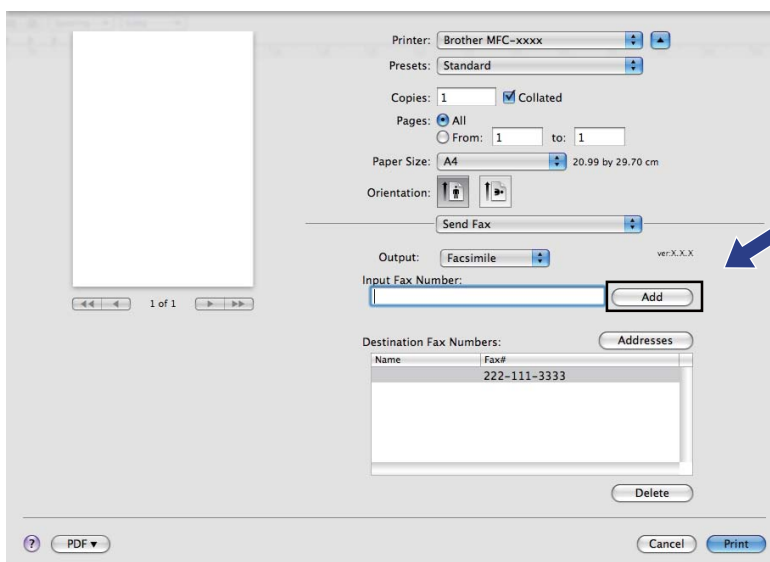 Printer: Brother MFC-xxxx
Presets: Standard
Copies: 1 Collated
Pages: All
From: 1 to: 1
Paper Size: A4 20.99 by 29.70 cm
Orientation:
Send Fax
Output: Facsimile ver:X.X.X
Input Fax Number:
Add
1 of 1
Destination Fax Numbers: Addresses
Name Fax#
222-111-3333
Delete
? PDF Cancel Print